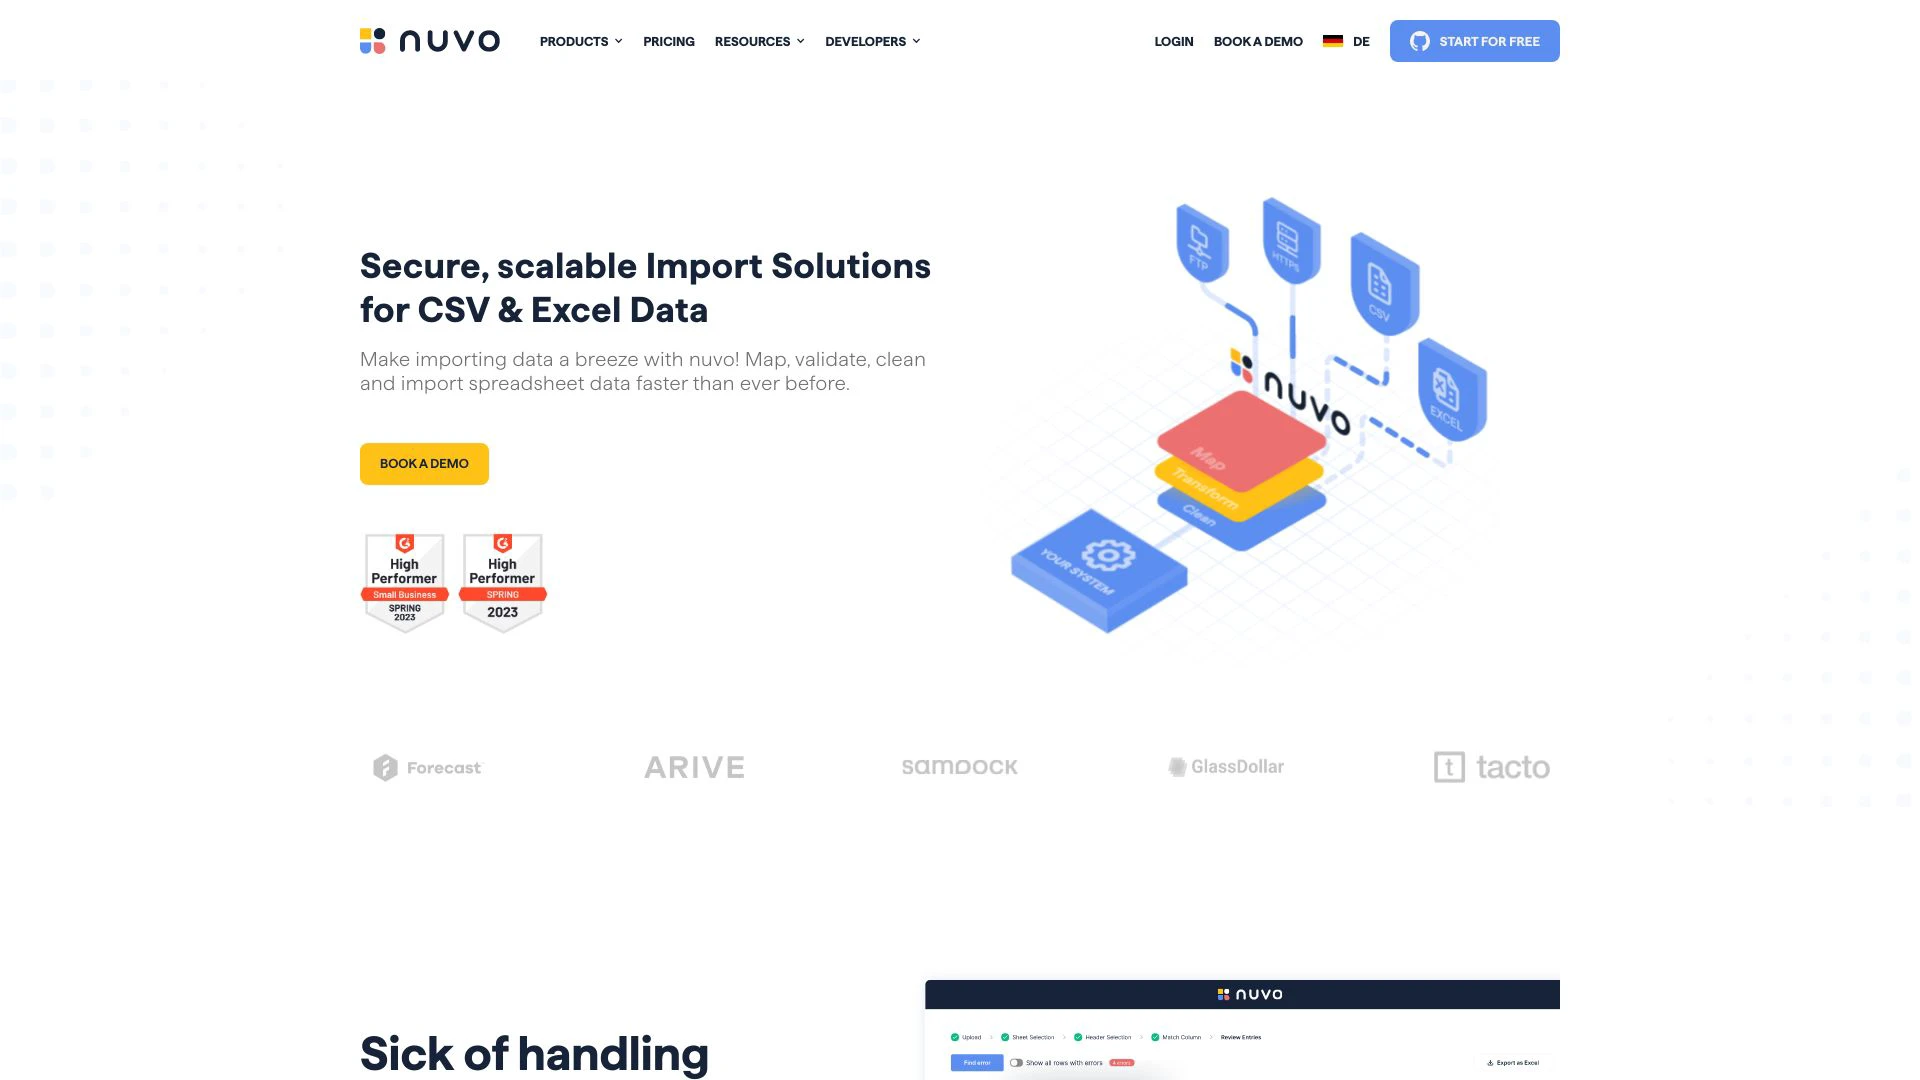 nuvo
PRODUCTS
PRICING
RESOURCES
DEVELOPERS
LOGIN
BOOK A DEMO
DE
START FOR FREE
Secure, scalable Import Solutions
for CSV & Excel Data
Make importing data a breeze with nuvo! Map, validate, clean
and import spreadsheet data faster than ever before.
BOOK A DEMO
High
Performer
Small Business
SPRING
2023
High
Performer
SPRING
2023
FTP
HTTPS
CSV
EXCEL
nuvo
Map
Transform
Clean
YOUR SYSTEM
Forecast
ARIVE
SAMDOCK
GlassDollar
tacto
Sick of handling
nuvo
Upload
Sheet Selection
Header Selection
Match Column
Review Entries
Find error
Show all rows with errors
Export as Excel